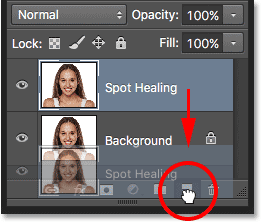 Normal Opacity: 100%
Lock: Fill: 100%
Spot Healing
Background
Spot Healing